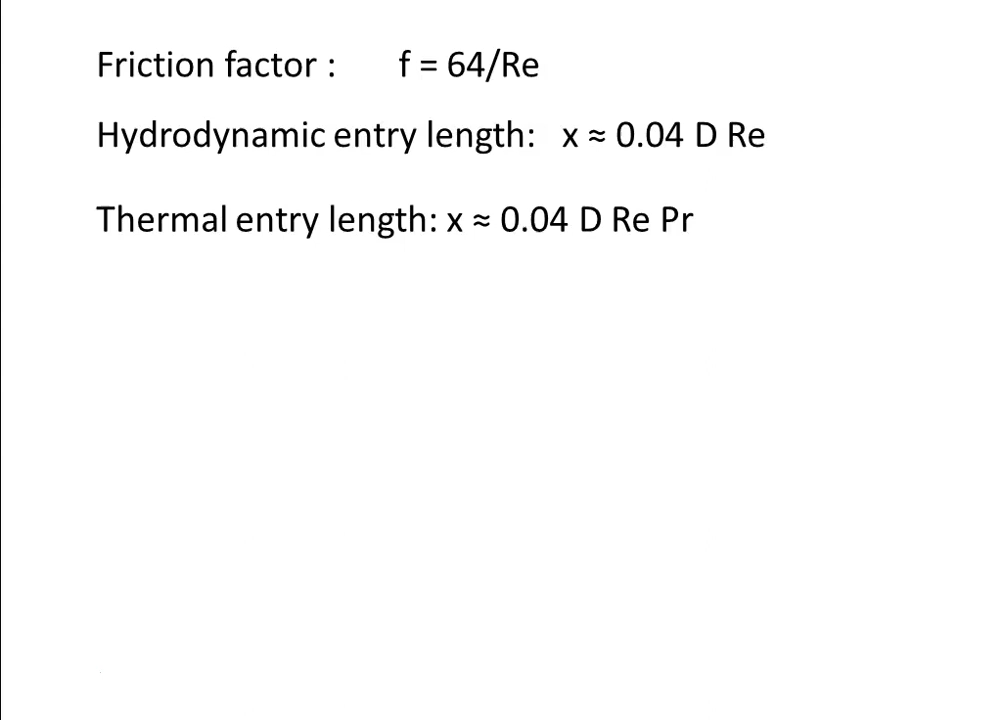 Friction factor : f = 64/Re
Hydrodynamic entry length: x ≈ 0.04 D Re
Thermal entry length: x ≈ 0.04 D Re Pr